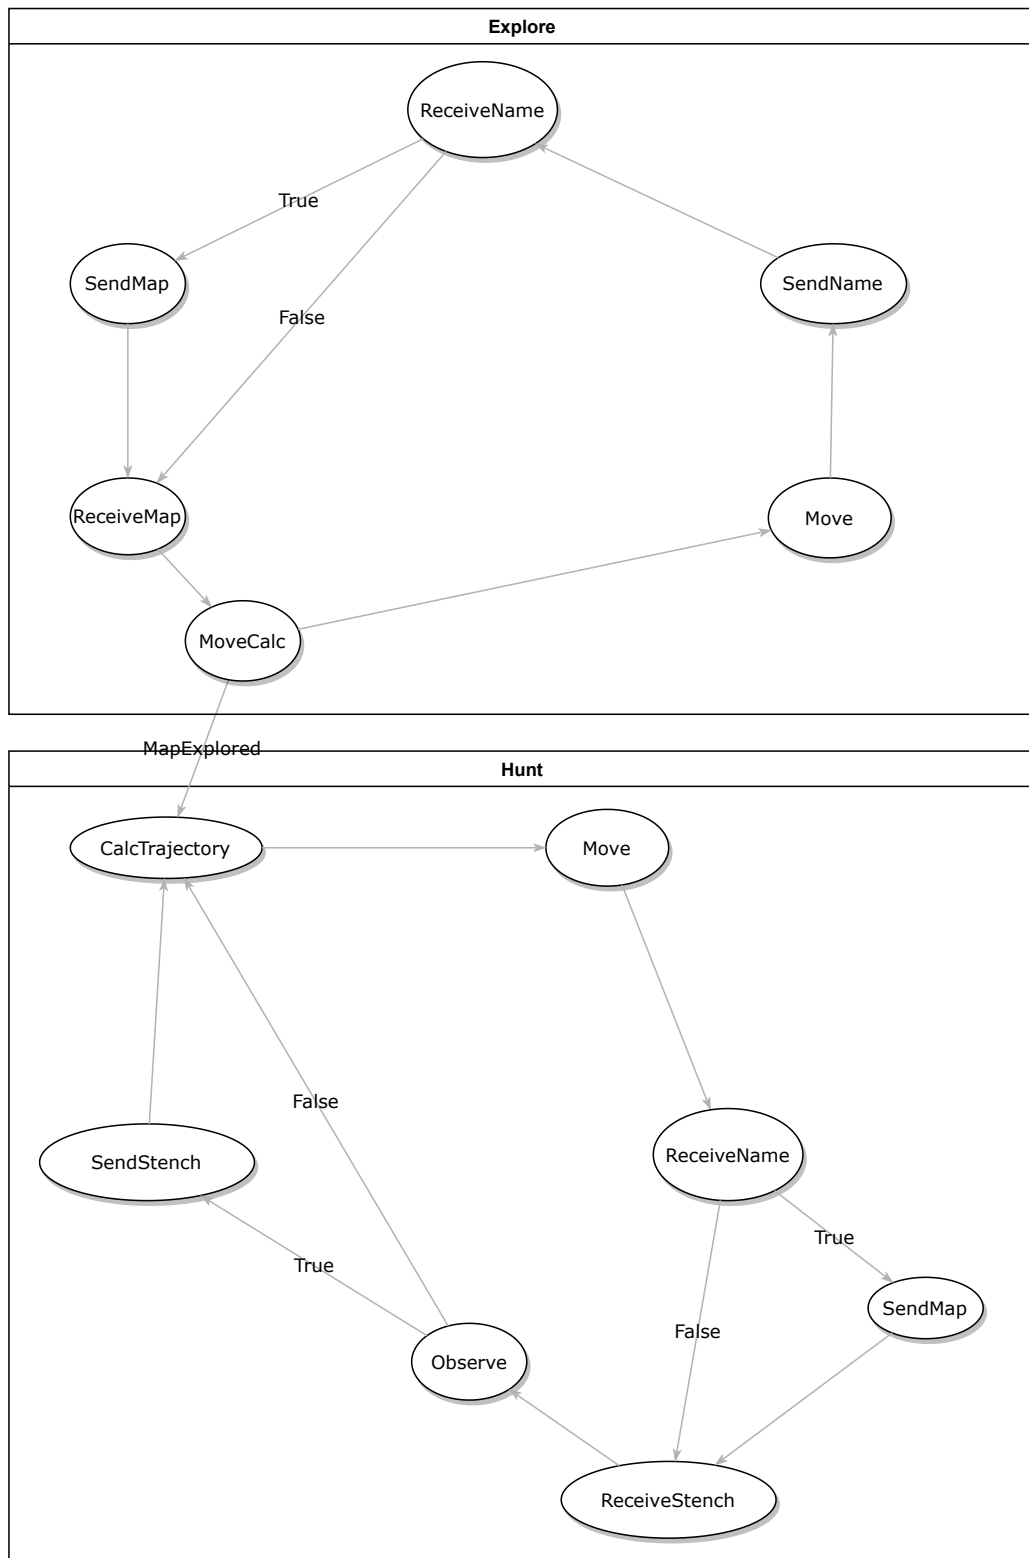 Explore
ReceiveName
True
SendMap
SendName
False
ReceiveMap
Move
MoveCalc
MapExplored
Hunt
CalcTrajectory
Move
False
SendStench
ReceiveName
True
True
SendMap
False
Observe
ReceiveStench